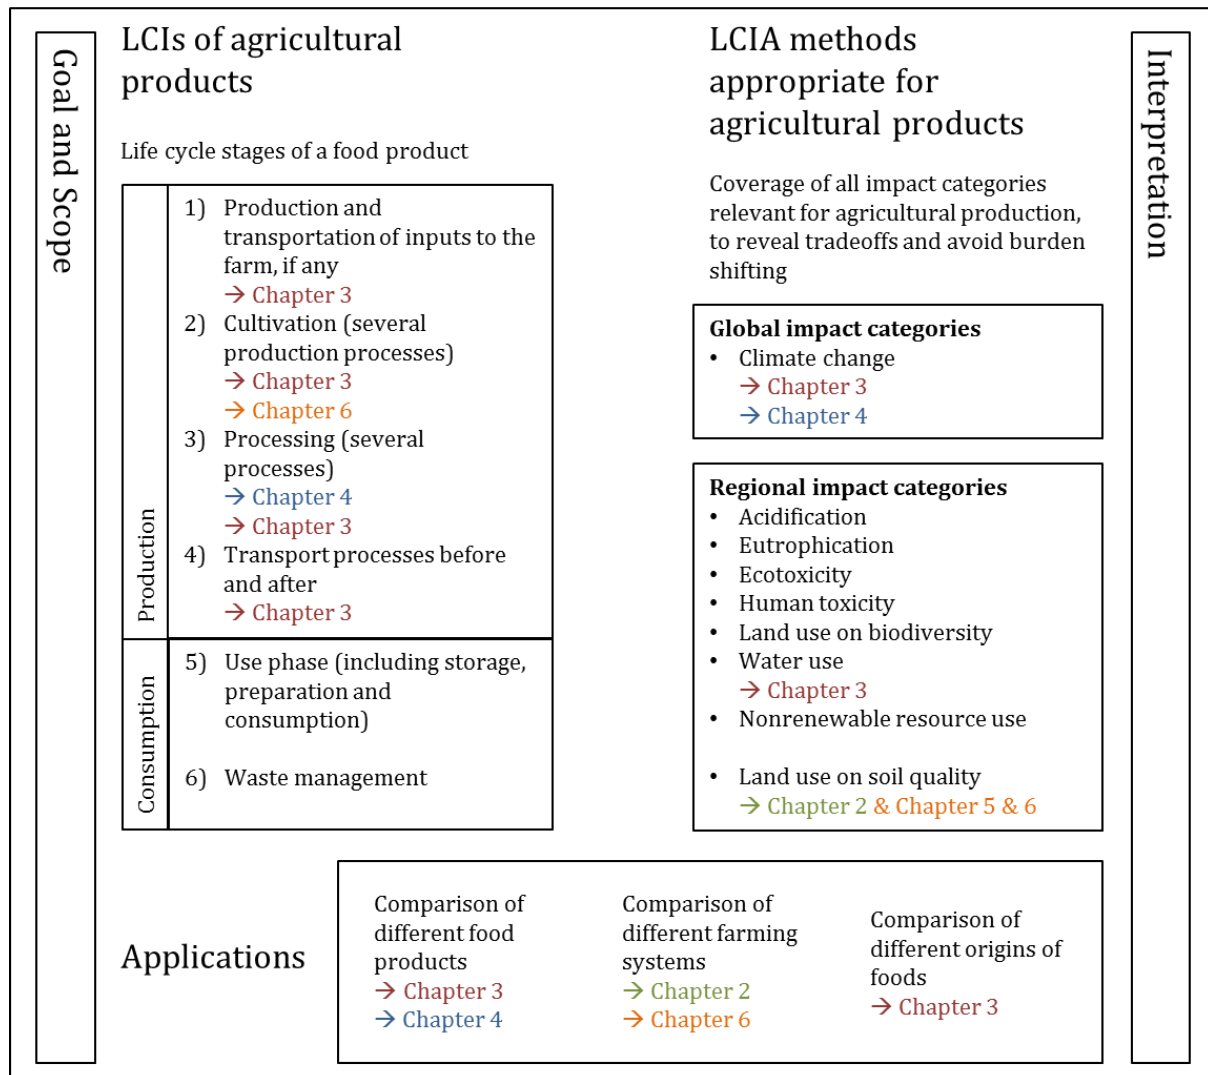 Goal and Scope
LCIs of agricultural
products
Life cycle stages of a food product
Production
1) Production and
transportation of inputs to the
farm, if any
→ Chapter 3
2) Cultivation (several
production processes)
→ Chapter 3
→ Chapter 6
3) Processing (several
processes)
→ Chapter 4
→ Chapter 3
4) Transport processes before
and after
→ Chapter 3
Consumption
5) Use phase (including storage,
preparation and
consumption)
6) Waste management
LCIA methods
appropriate for
agricultural products
Coverage of all impact categories
relevant for agricultural production,
to reveal tradeoffs and avoid burden
shifting
Global impact categories
• Climate change
→ Chapter 3
→ Chapter 4
Regional impact categories
• Acidification
• Eutrophication
• Ecotoxicity
• Human toxicity
• Land use on biodiversity
• Water use
→ Chapter 3
• Nonrenewable resource use
• Land use on soil quality
→ Chapter 2 & Chapter 5 & 6
Interpretation
Applications
Comparison of
different food
products
→ Chapter 3
→ Chapter 4
Comparison of
different farming
systems
→ Chapter 2
→ Chapter 6
Comparison of
different origins of
foods
→ Chapter 3